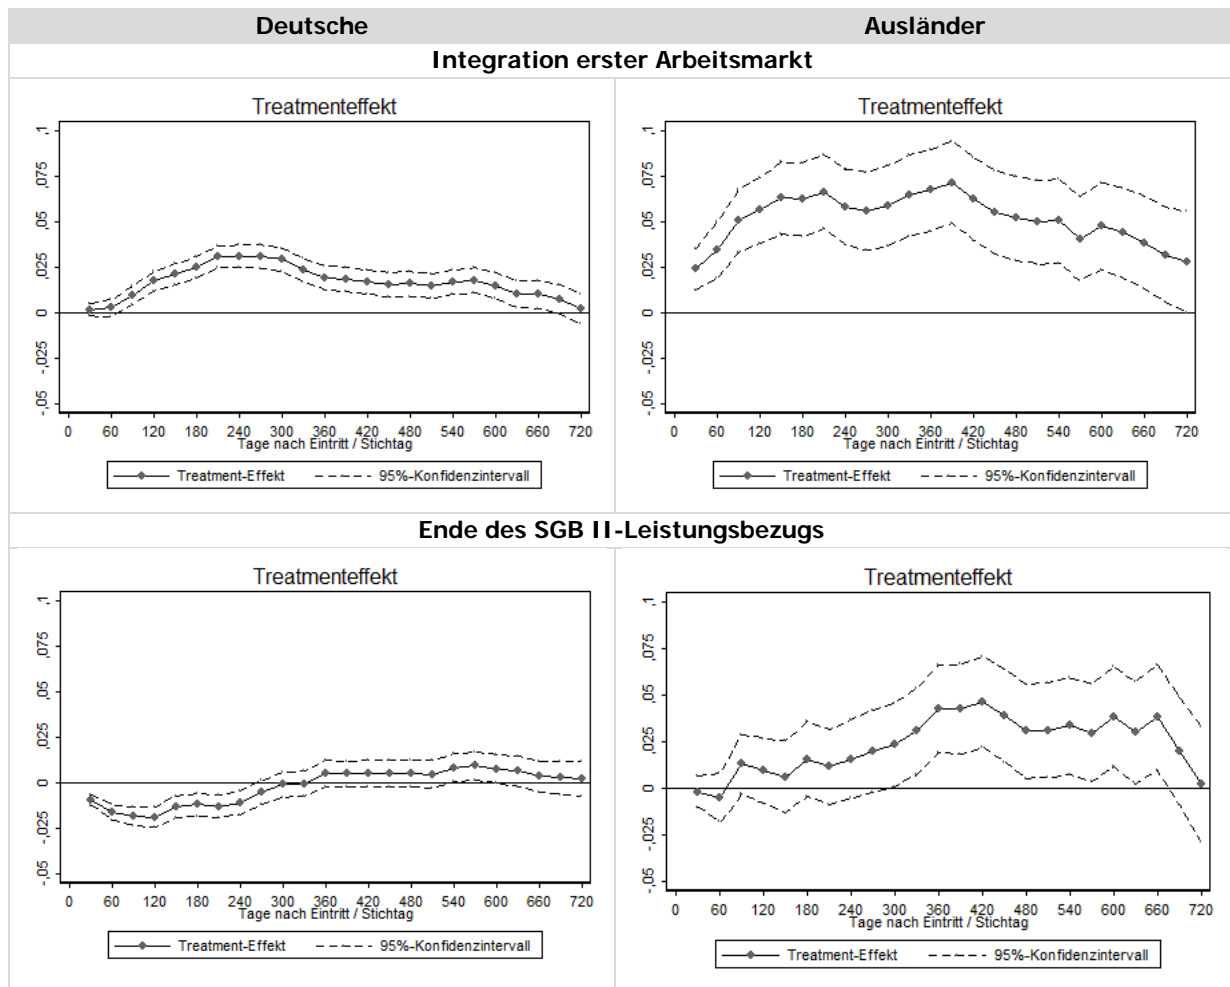 Deutsche
Ausländer
Integration erster Arbeitsmarkt
Treatmenteffekt
,1
,075
,05
,025
0
-,025
-,05
0 60 120 180 240 300 360 420 480 540 600 660 720
Tage nach Eintritt / Stichtag
Treatment-Effekt 95%-Konfidenzintervall
Treatmenteffekt
,1
,075
,05
,025
0
-,025
-,05
0 60 120 180 240 300 360 420 480 540 600 660 720
Tage nach Eintritt / Stichtag
Treatment-Effekt 95%-Konfidenzintervall
Ende des SGB II-Leistungsbezugs
Treatmenteffekt
,1
,075
,05
,025
0
-,025
-,05
0 60 120 180 240 300 360 420 480 540 600 660 720
Tage nach Eintritt / Stichtag
Treatment-Effekt 95%-Konfidenzintervall
Treatmenteffekt
,1
,075
,05
,025
0
-,025
-,05
0 60 120 180 240 300 360 420 480 540 600 660 720
Tage nach Eintritt / Stichtag
Treatment-Effekt 95%-Konfidenzintervall